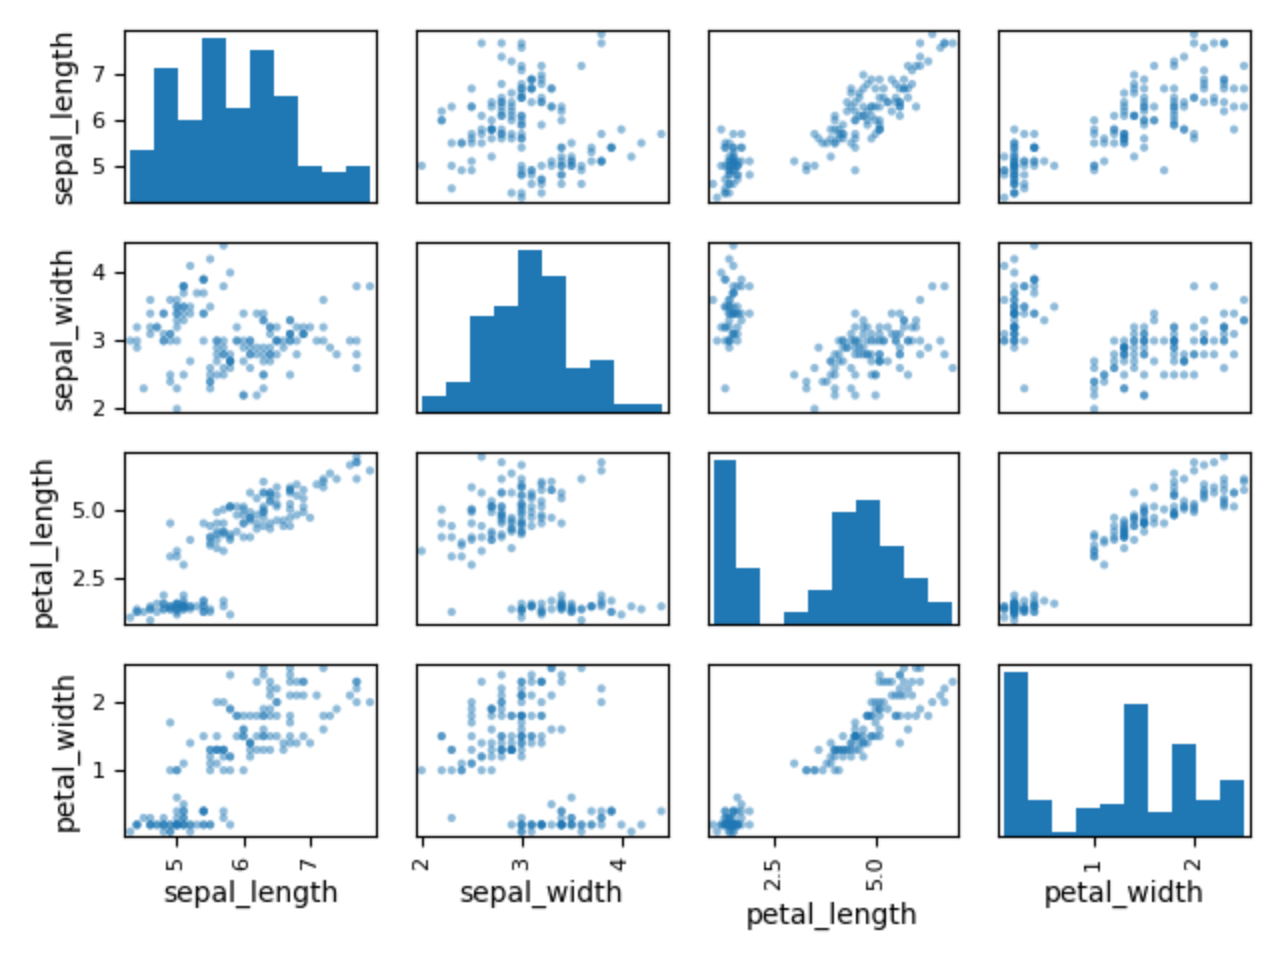 sepal_length
7
6
5
sepal_width
4
3
2
petal_length
5.0
2.5
petal_width
2
1
5 6 7
sepal_length
2 3 4
sepal_width
2.5 5.0
petal_length
1 2
petal_width